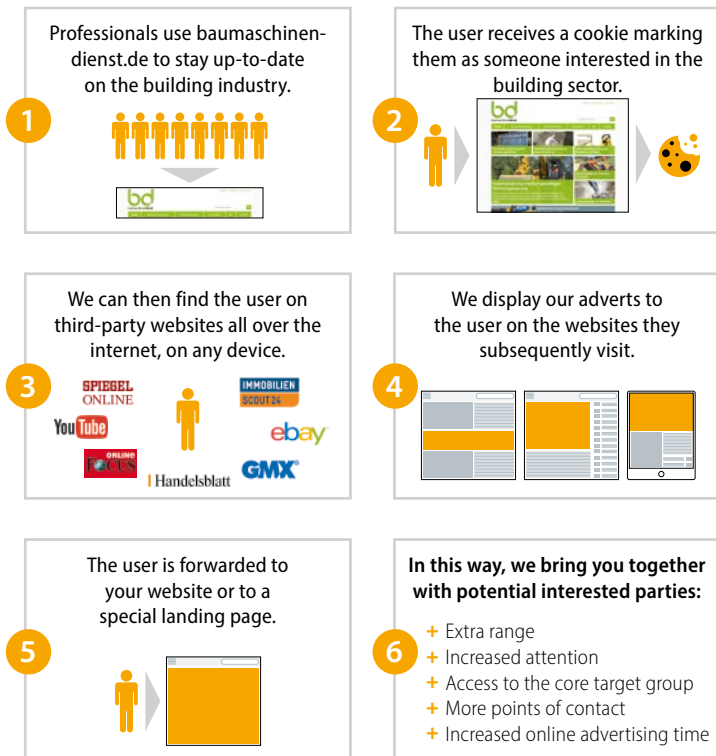 Professionals use baumaschinen-
dienst.de to stay up-to-date
on the building industry.
1
bd
The user receives a cookie marking
them as someone interested in the
building sector.
2
bd
We can then find the user on
third-party websites all over the
internet, on any device.
3
SPIEGEL
ONLINE
IMMOBILIEN
SCOUT24
YouTube
ebay
ONLINE
FOCUS
Handelsblatt
GMX
We display our adverts to
the user on the websites they
subsequently visit.
4
The user is forwarded to
your website or to a
special landing page.
5
In this way, we bring you together
with potential interested parties:
6
+ Extra range
+ Increased attention
+ Access to the core target group
+ More points of contact
+ Increased online advertising time